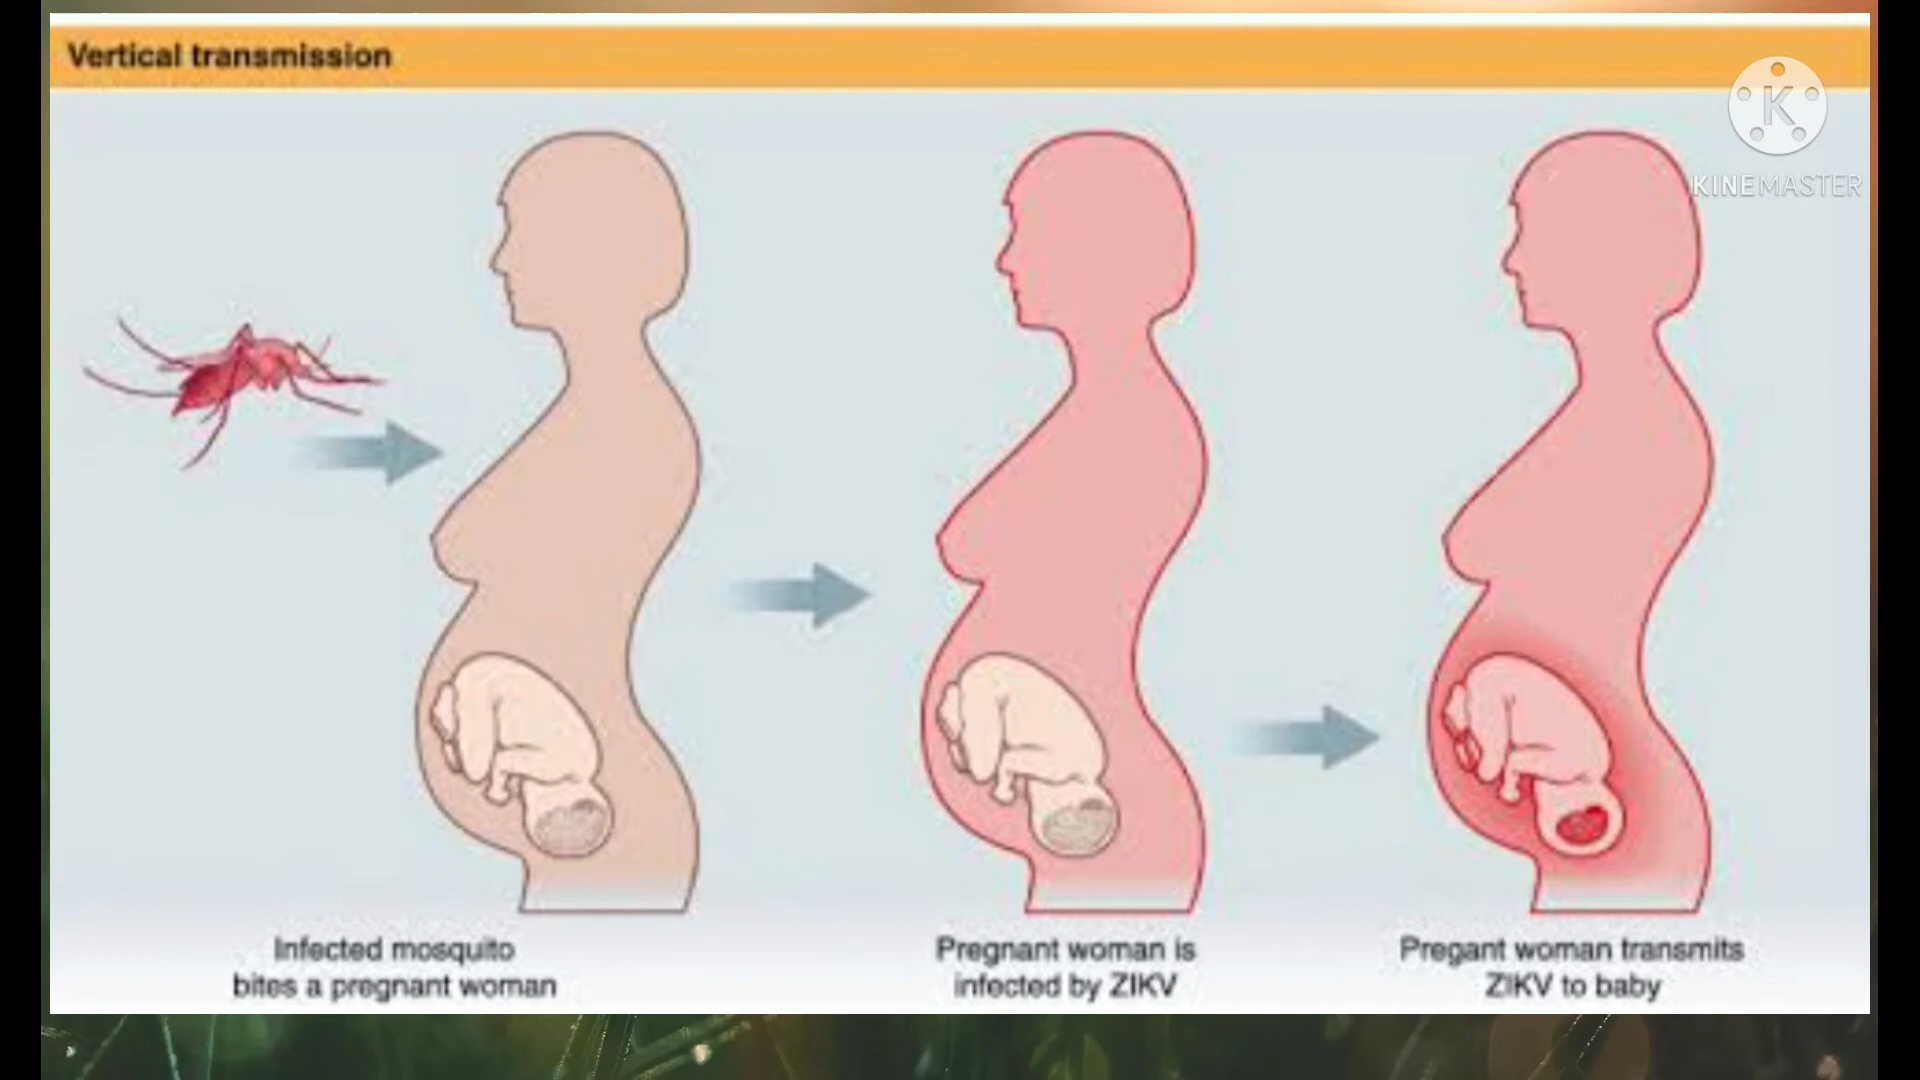 Vertical transmission
K
KINEMASTER
Infected mosquito
bites a pregnant woman
Pregnant woman is
infected by ZIKV
Pregant woman transmits
ZIKV to baby